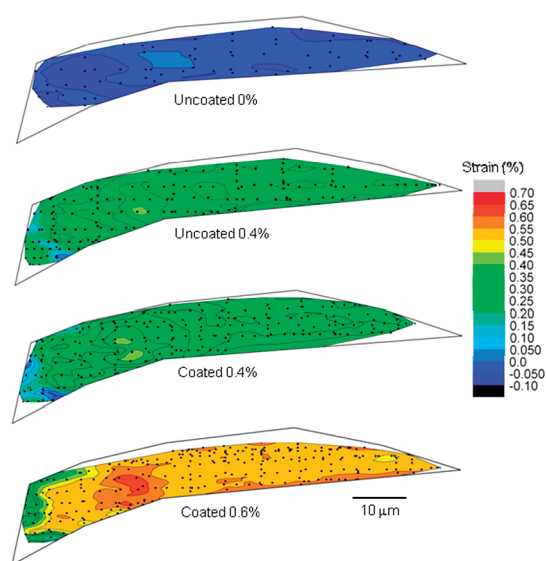 Uncoated 0%
Strain (%)
Uncoated 0.4%
0.70
0.65
0.60
0.55
0.50
0.45
0.40
0.35
0.30
0.25
0.20
0.15
0.10
0.050
0.0
-0.050
-0.10
Coated 0.4%
Coated 0.6%
10 µm